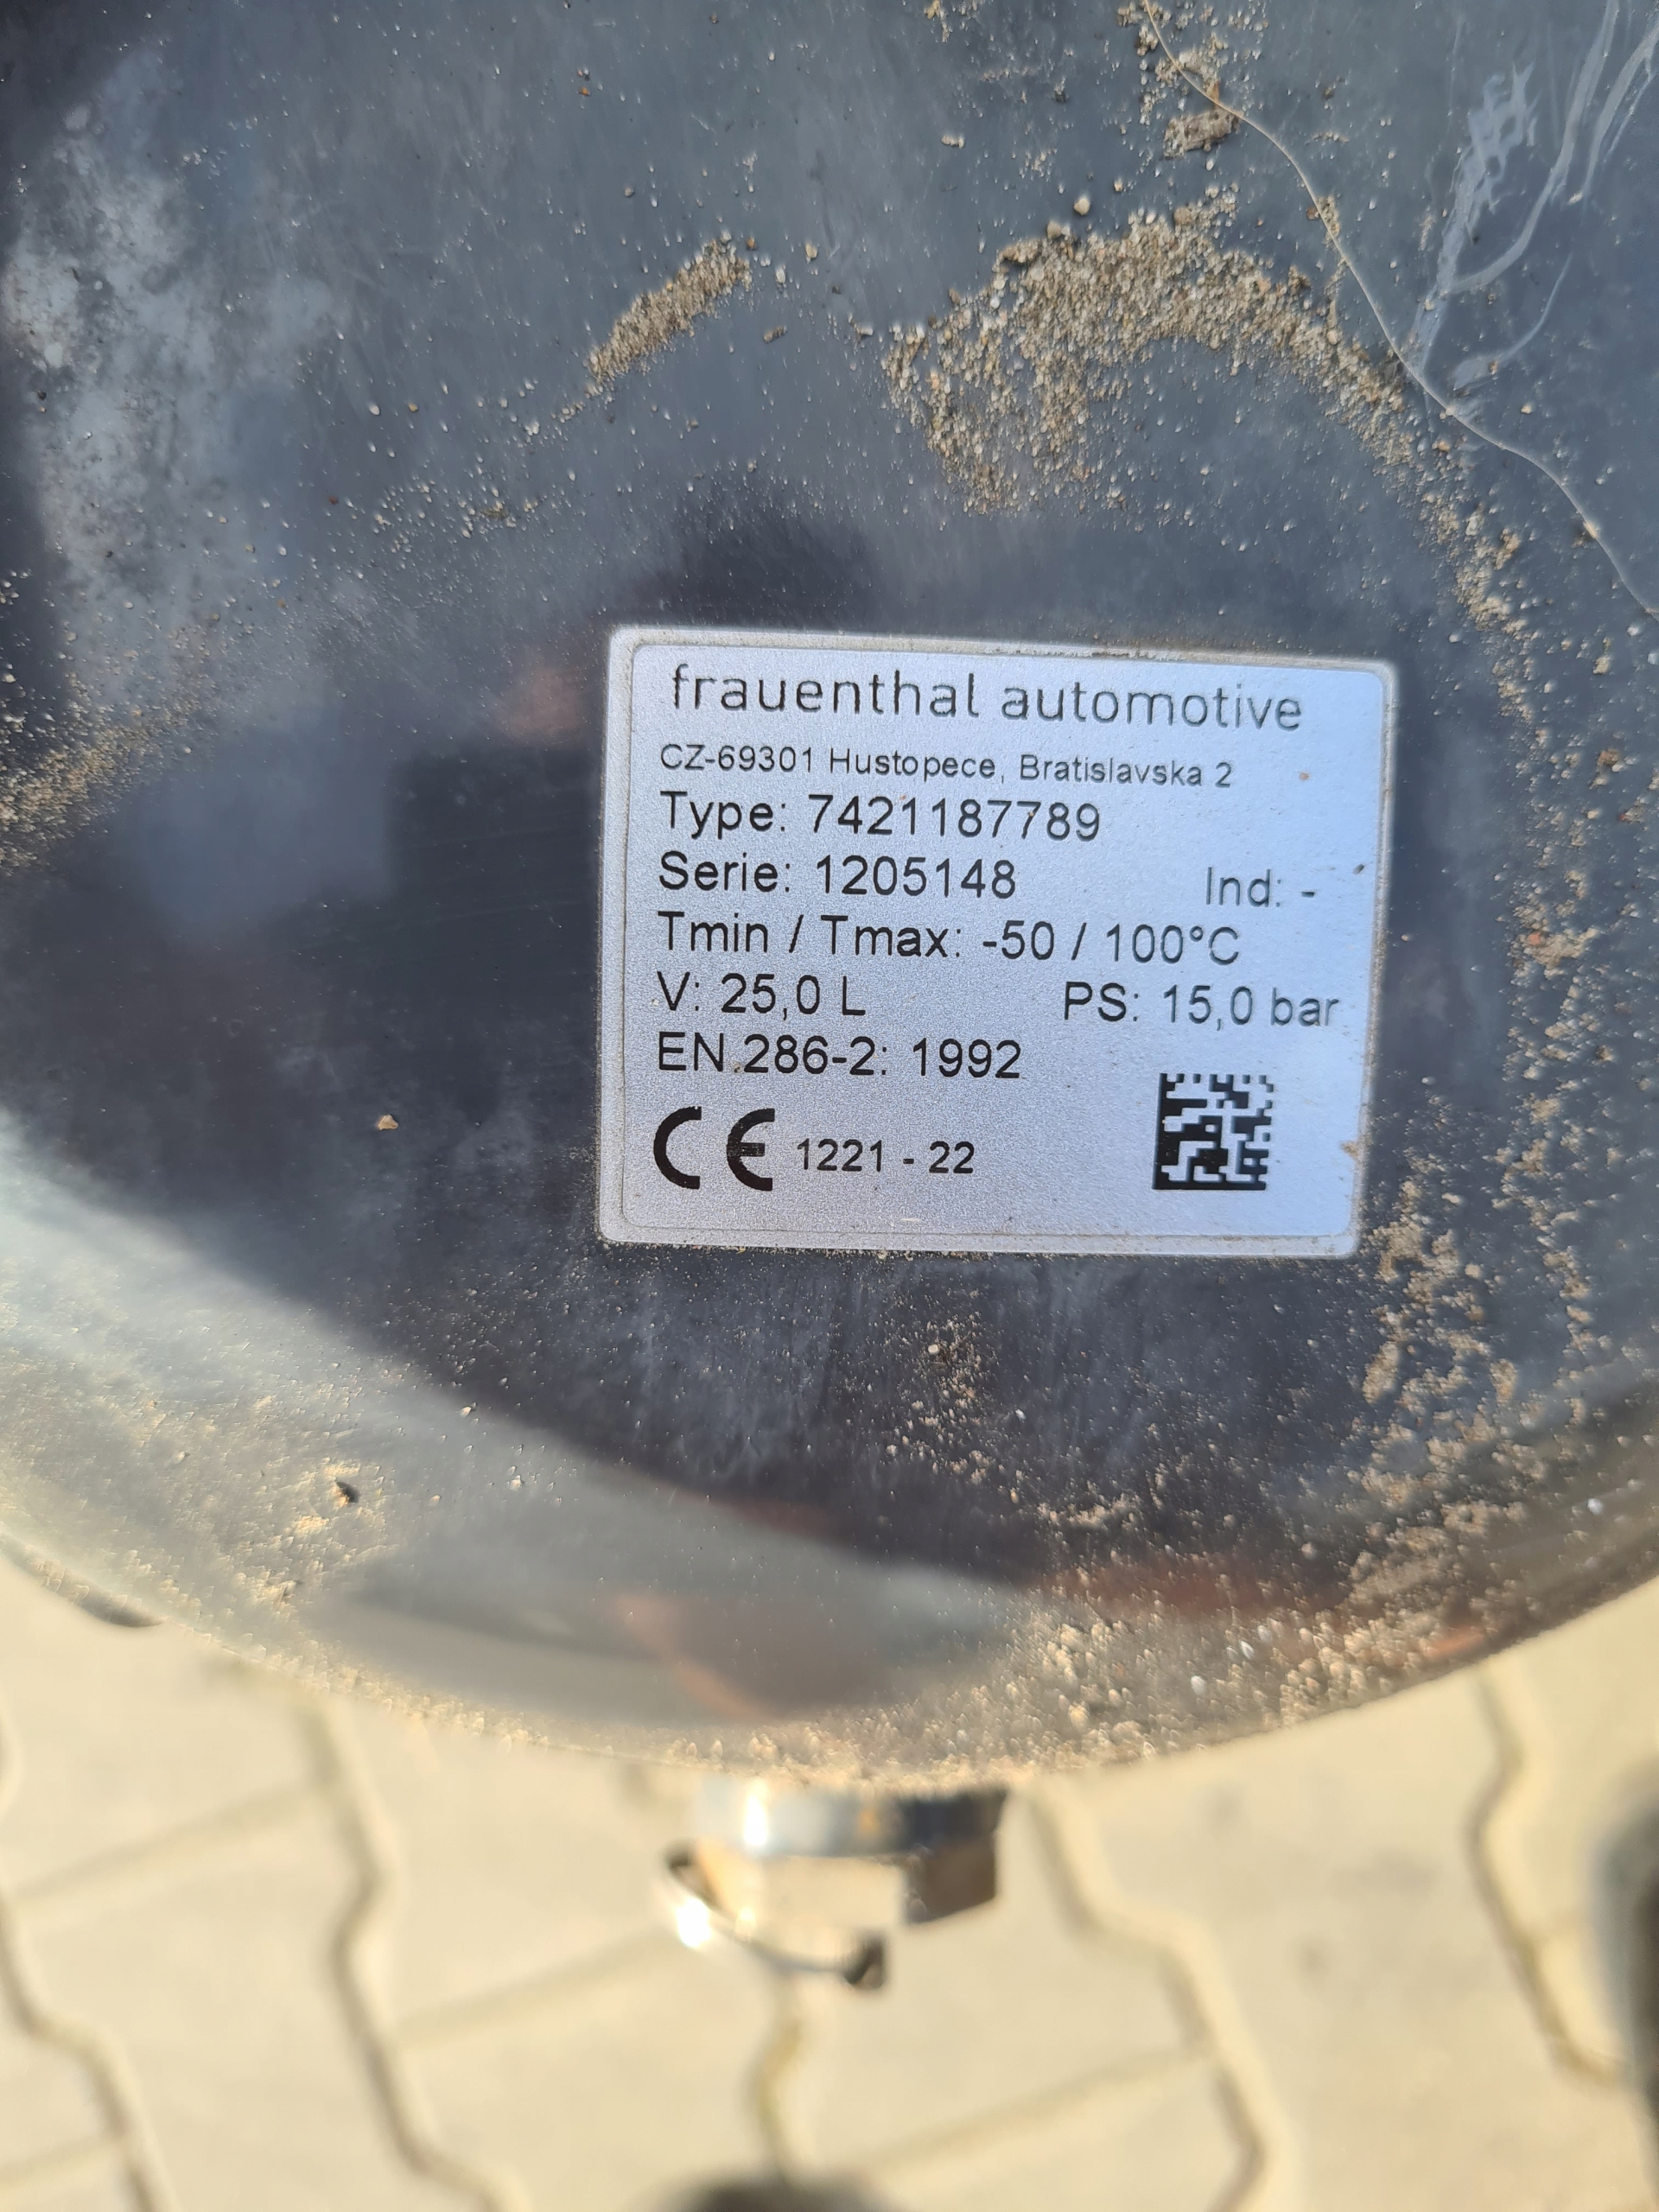 frauenthal automotive
CZ-69301 Hustopece, Bratislavska 2
Type: 7421187789
Serie: 1205148 Ind: -
Tmin / Tmax: -50 / 100°C
V: 25,0 L PS: 15,0 bar
EN 286-2: 1992
CE 1221 - 22